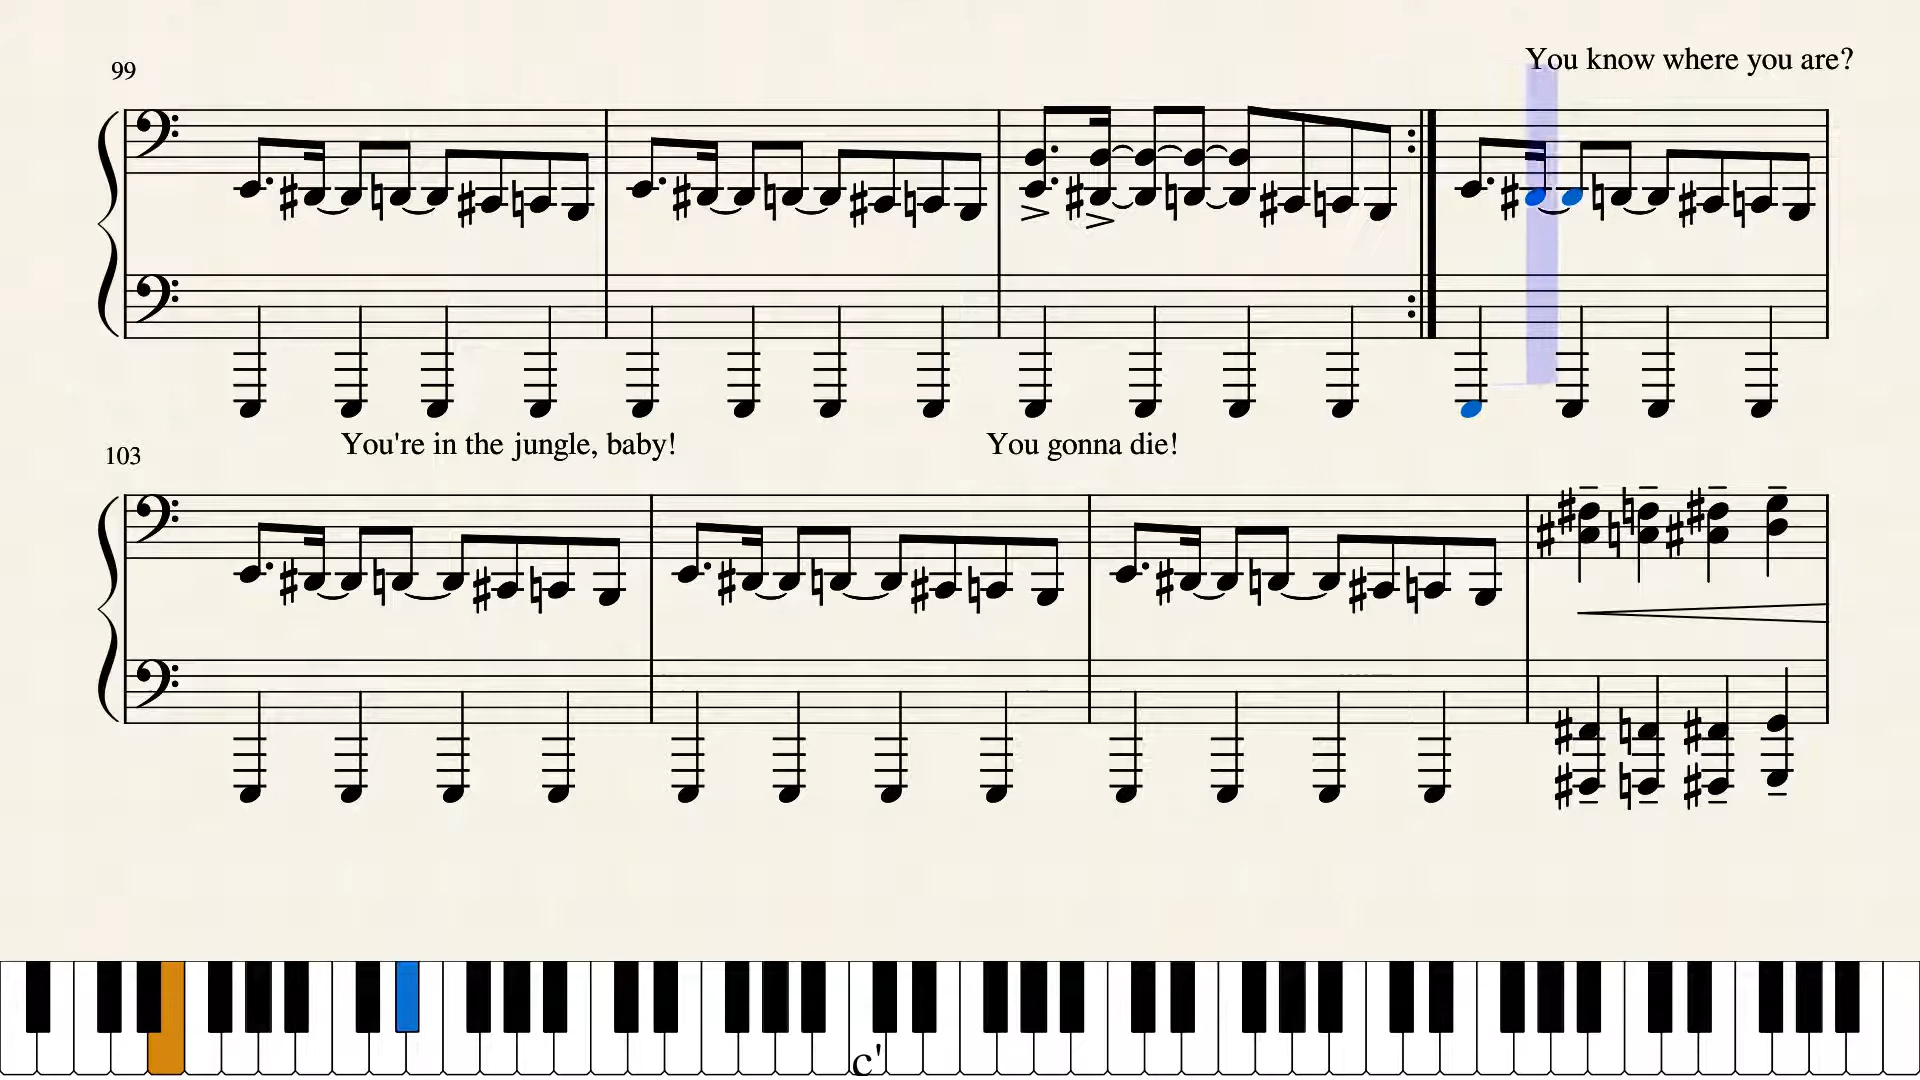 You know where you are?
99
You're in the jungle, baby!
You gonna die!
103
c'